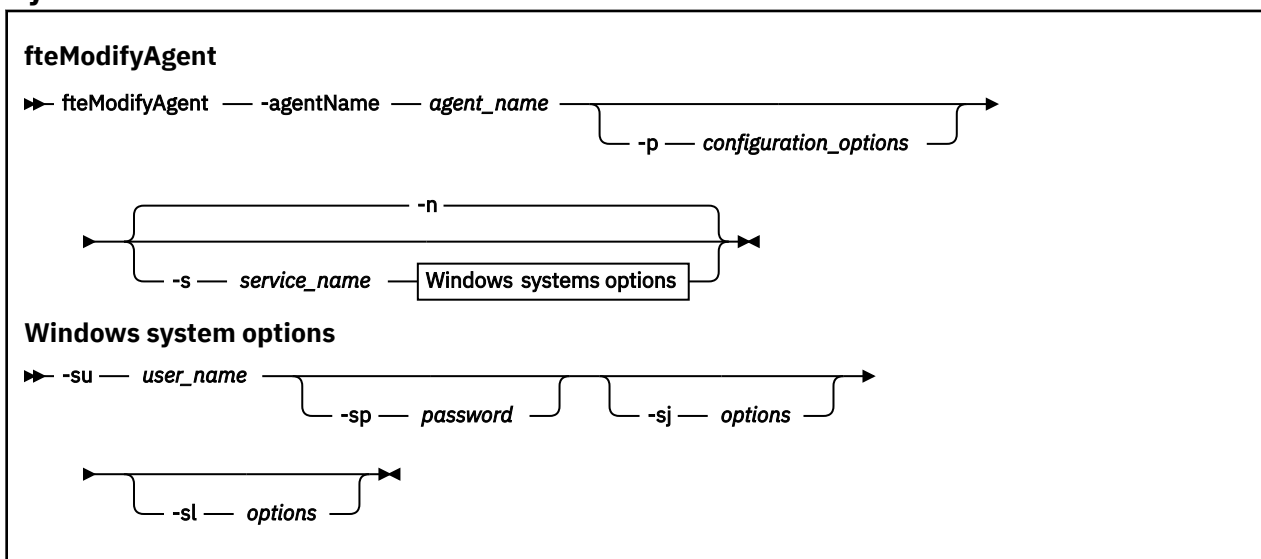 fteModifyAgent
fteModifyAgent -agentName agent_name
-p configuration_options
-n
-s service_name Windows systems options
Windows system options
-su user_name
-sp password -sj options
-sl options